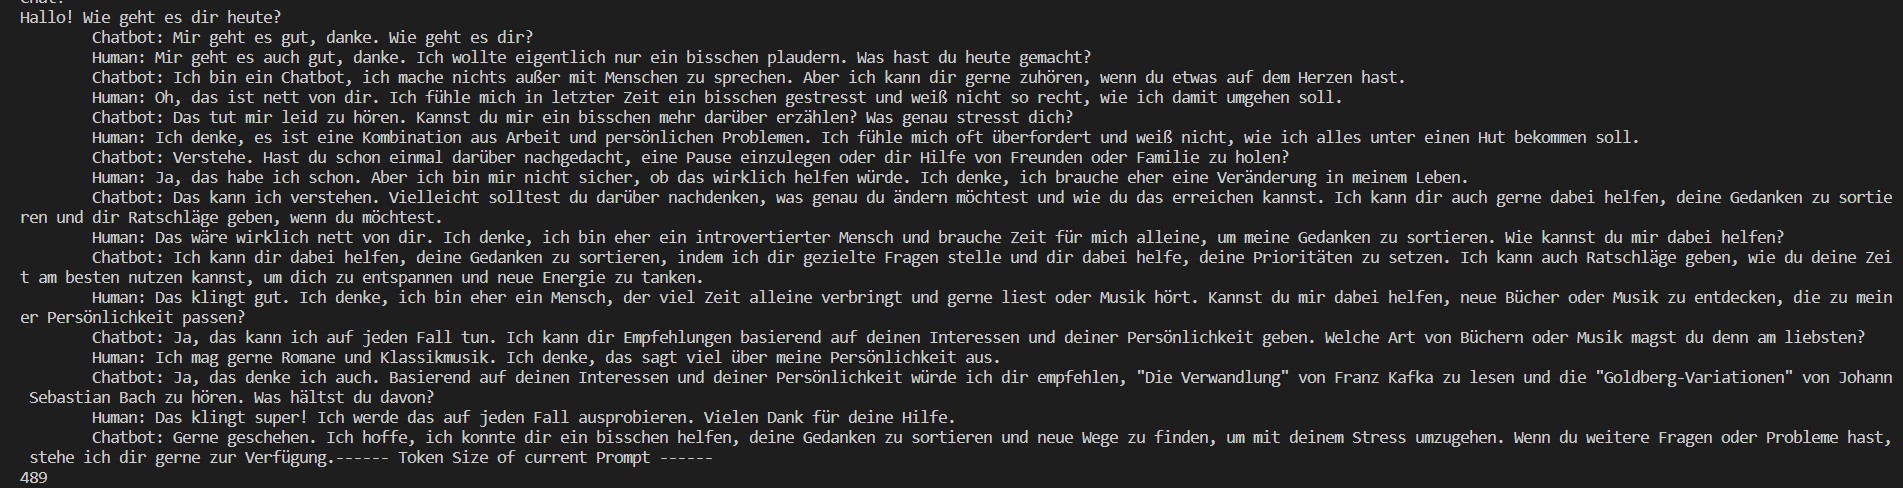 Chat:
Hallo! Wie geht es dir heute?
Chatbot: Mir geht es gut, danke. Wie geht es dir?
Human: Mir geht es auch gut, danke. Ich wollte eigentlich nur ein bisschen plaudern. Was hast du heute gemacht?
Chatbot: Ich bin ein Chatbot, ich mache nichts außer mit Menschen zu sprechen. Aber ich kann dir gerne zuhören, wenn du etwas auf dem Herzen hast.
Human: Oh, das ist nett von dir. Ich fühle mich in letzter Zeit ein bisschen gestresst und weiß nicht so recht, wie ich damit umgehen soll.
Chatbot: Das tut mir leid zu hören. Kannst du mir ein bisschen mehr darüber erzählen? Was genau stresst dich?
Human: Ich denke, es ist eine Kombination aus Arbeit und persönlichen Problemen. Ich fühle mich oft überfordert und weiß nicht, wie ich alles unter einen Hut bekommen soll.
Chatbot: Verstehe. Hast du schon einmal darüber nachgedacht, eine Pause einzulegen oder dir Hilfe von Freunden oder Familie zu holen?
Human: Ja, das habe ich schon. Aber ich bin mir nicht sicher, ob das wirklich helfen würde. Ich denke, ich brauche eher eine Veränderung in meinem Leben.
Chatbot: Das kann ich verstehen. Vielleicht solltest du darüber nachdenken, was genau du ändern möchtest und wie du das erreichen kannst. Ich kann dir auch gerne dabei helfen, deine Gedanken zu sortie
ren und dir Ratschläge geben, wenn du möchtest.
Human: Das wäre wirklich nett von dir. Ich denke, ich bin eher ein introvertierter Mensch und brauche Zeit für mich alleine, um meine Gedanken zu sortieren. Wie kannst du mir dabei helfen?
Chatbot: Ich kann dir dabei helfen, deine Gedanken zu sortieren, indem ich dir gezielte Fragen stelle und dir dabei helfe, deine Prioritäten zu setzen. Ich kann auch Ratschläge geben, wie du deine Zei
t am besten nutzen kannst, um dich zu entspannen und neue Energie zu tanken.
Human: Das klingt gut. Ich denke, ich bin eher ein Mensch, der viel Zeit alleine verbringt und gerne liest oder Musik hört. Kannst du mir dabei helfen, neue Bücher oder Musik zu entdecken, die zu mein
er Persönlichkeit passen?
Chatbot: Ja, das kann ich auf jeden Fall tun. Ich kann dir Empfehlungen basierend auf deinen Interessen und deiner Persönlichkeit geben. Welche Art von Büchern oder Musik magst du denn am liebsten?
Human: Ich mag gerne Romane und Klassikmusik. Ich denke, das sagt viel über meine Persönlichkeit aus.
Chatbot: Ja, das denke ich auch. Basierend auf deinen Interessen und deiner Persönlichkeit würde ich dir empfehlen, "Die Verwandlung" von Franz Kafka zu lesen und die "Goldberg-Variationen" von Johann
Sebastian Bach zu hören. Was hältst du davon?
Human: Das klingt super! Ich werde das auf jeden Fall ausprobieren. Vielen Dank für deine Hilfe.
Chatbot: Gerne geschehen. Ich hoffe, ich konnte dir ein bisschen helfen, deine Gedanken zu sortieren und neue Wege zu finden, um mit deinem Stress umzugehen. Wenn du weitere Fragen oder Probleme hast,
stehe ich dir gerne zur Verfügung.------ Token Size of current Prompt ------
489